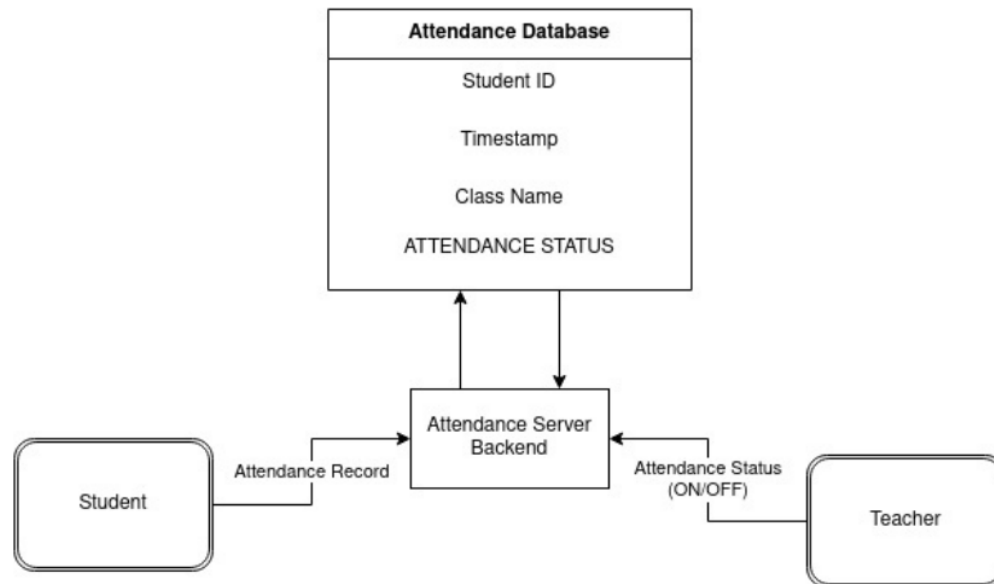 Attendance Database
Student ID
Timestamp
Class Name
ATTENDANCE STATUS
Attendance Server
Backend
Attendance Record
Attendance Status
(ON/OFF)
Student
Teacher